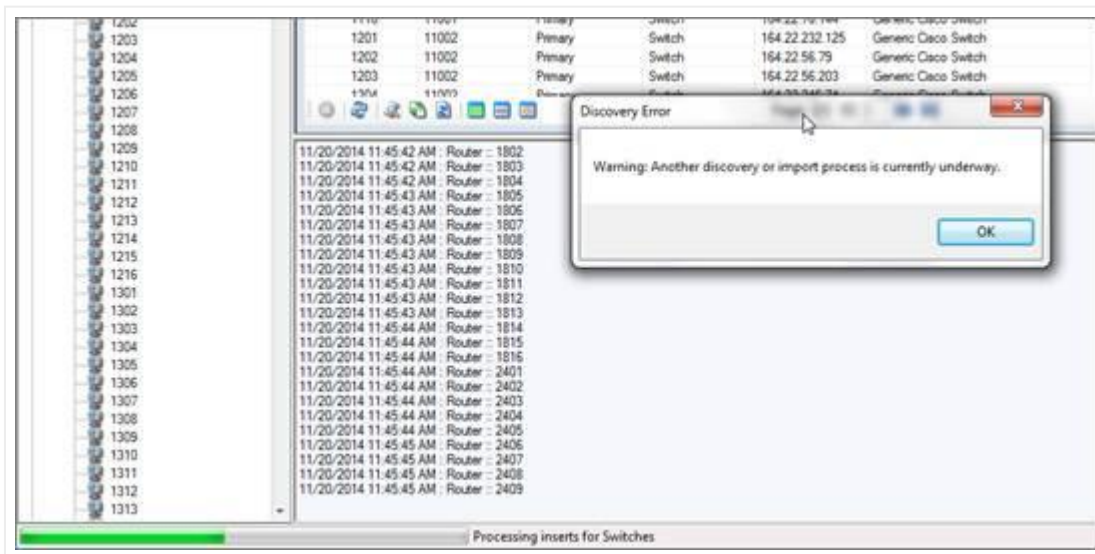 1202
1203
1204
1205
1206
1207
1208
1209
1210
1211
1212
1213
1214
1215
1216
1301
1302
1303
1304
1305
1306
1307
1308
1309
1310
1311
1312
1313
1201 11002 Primary Switch 164.22.232.125 Generic Cisco Switch
1202 11002 Primary Switch 164.22.56.79 Generic Cisco Switch
1203 11002 Primary Switch 164.22.56.203 Generic Cisco Switch
1204 11002
Discovery Error
Warning: Another discovery or import process is currently underway.
OK
11/20/2014 11:45:42 AM : Router :: 1802
11/20/2014 11:45:42 AM : Router :: 1803
11/20/2014 11:45:42 AM : Router :: 1804
11/20/2014 11:45:43 AM : Router :: 1805
11/20/2014 11:45:43 AM : Router :: 1806
11/20/2014 11:45:43 AM : Router :: 1807
11/20/2014 11:45:43 AM : Router :: 1808
11/20/2014 11:45:43 AM : Router :: 1809
11/20/2014 11:45:43 AM : Router :: 1810
11/20/2014 11:45:43 AM : Router :: 1811
11/20/2014 11:45:43 AM : Router :: 1812
11/20/2014 11:45:43 AM : Router :: 1813
11/20/2014 11:45:44 AM : Router :: 1814
11/20/2014 11:45:44 AM : Router :: 1815
11/20/2014 11:45:44 AM : Router :: 1816
11/20/2014 11:45:44 AM : Router :: 2401
11/20/2014 11:45:44 AM : Router :: 2402
11/20/2014 11:45:44 AM : Router :: 2403
11/20/2014 11:45:44 AM : Router :: 2404
11/20/2014 11:45:44 AM : Router :: 2405
11/20/2014 11:45:45 AM : Router :: 2406
11/20/2014 11:45:45 AM : Router :: 2407
11/20/2014 11:45:45 AM : Router :: 2408
11/20/2014 11:45:45 AM : Router :: 2409
Processing inserts for Switches